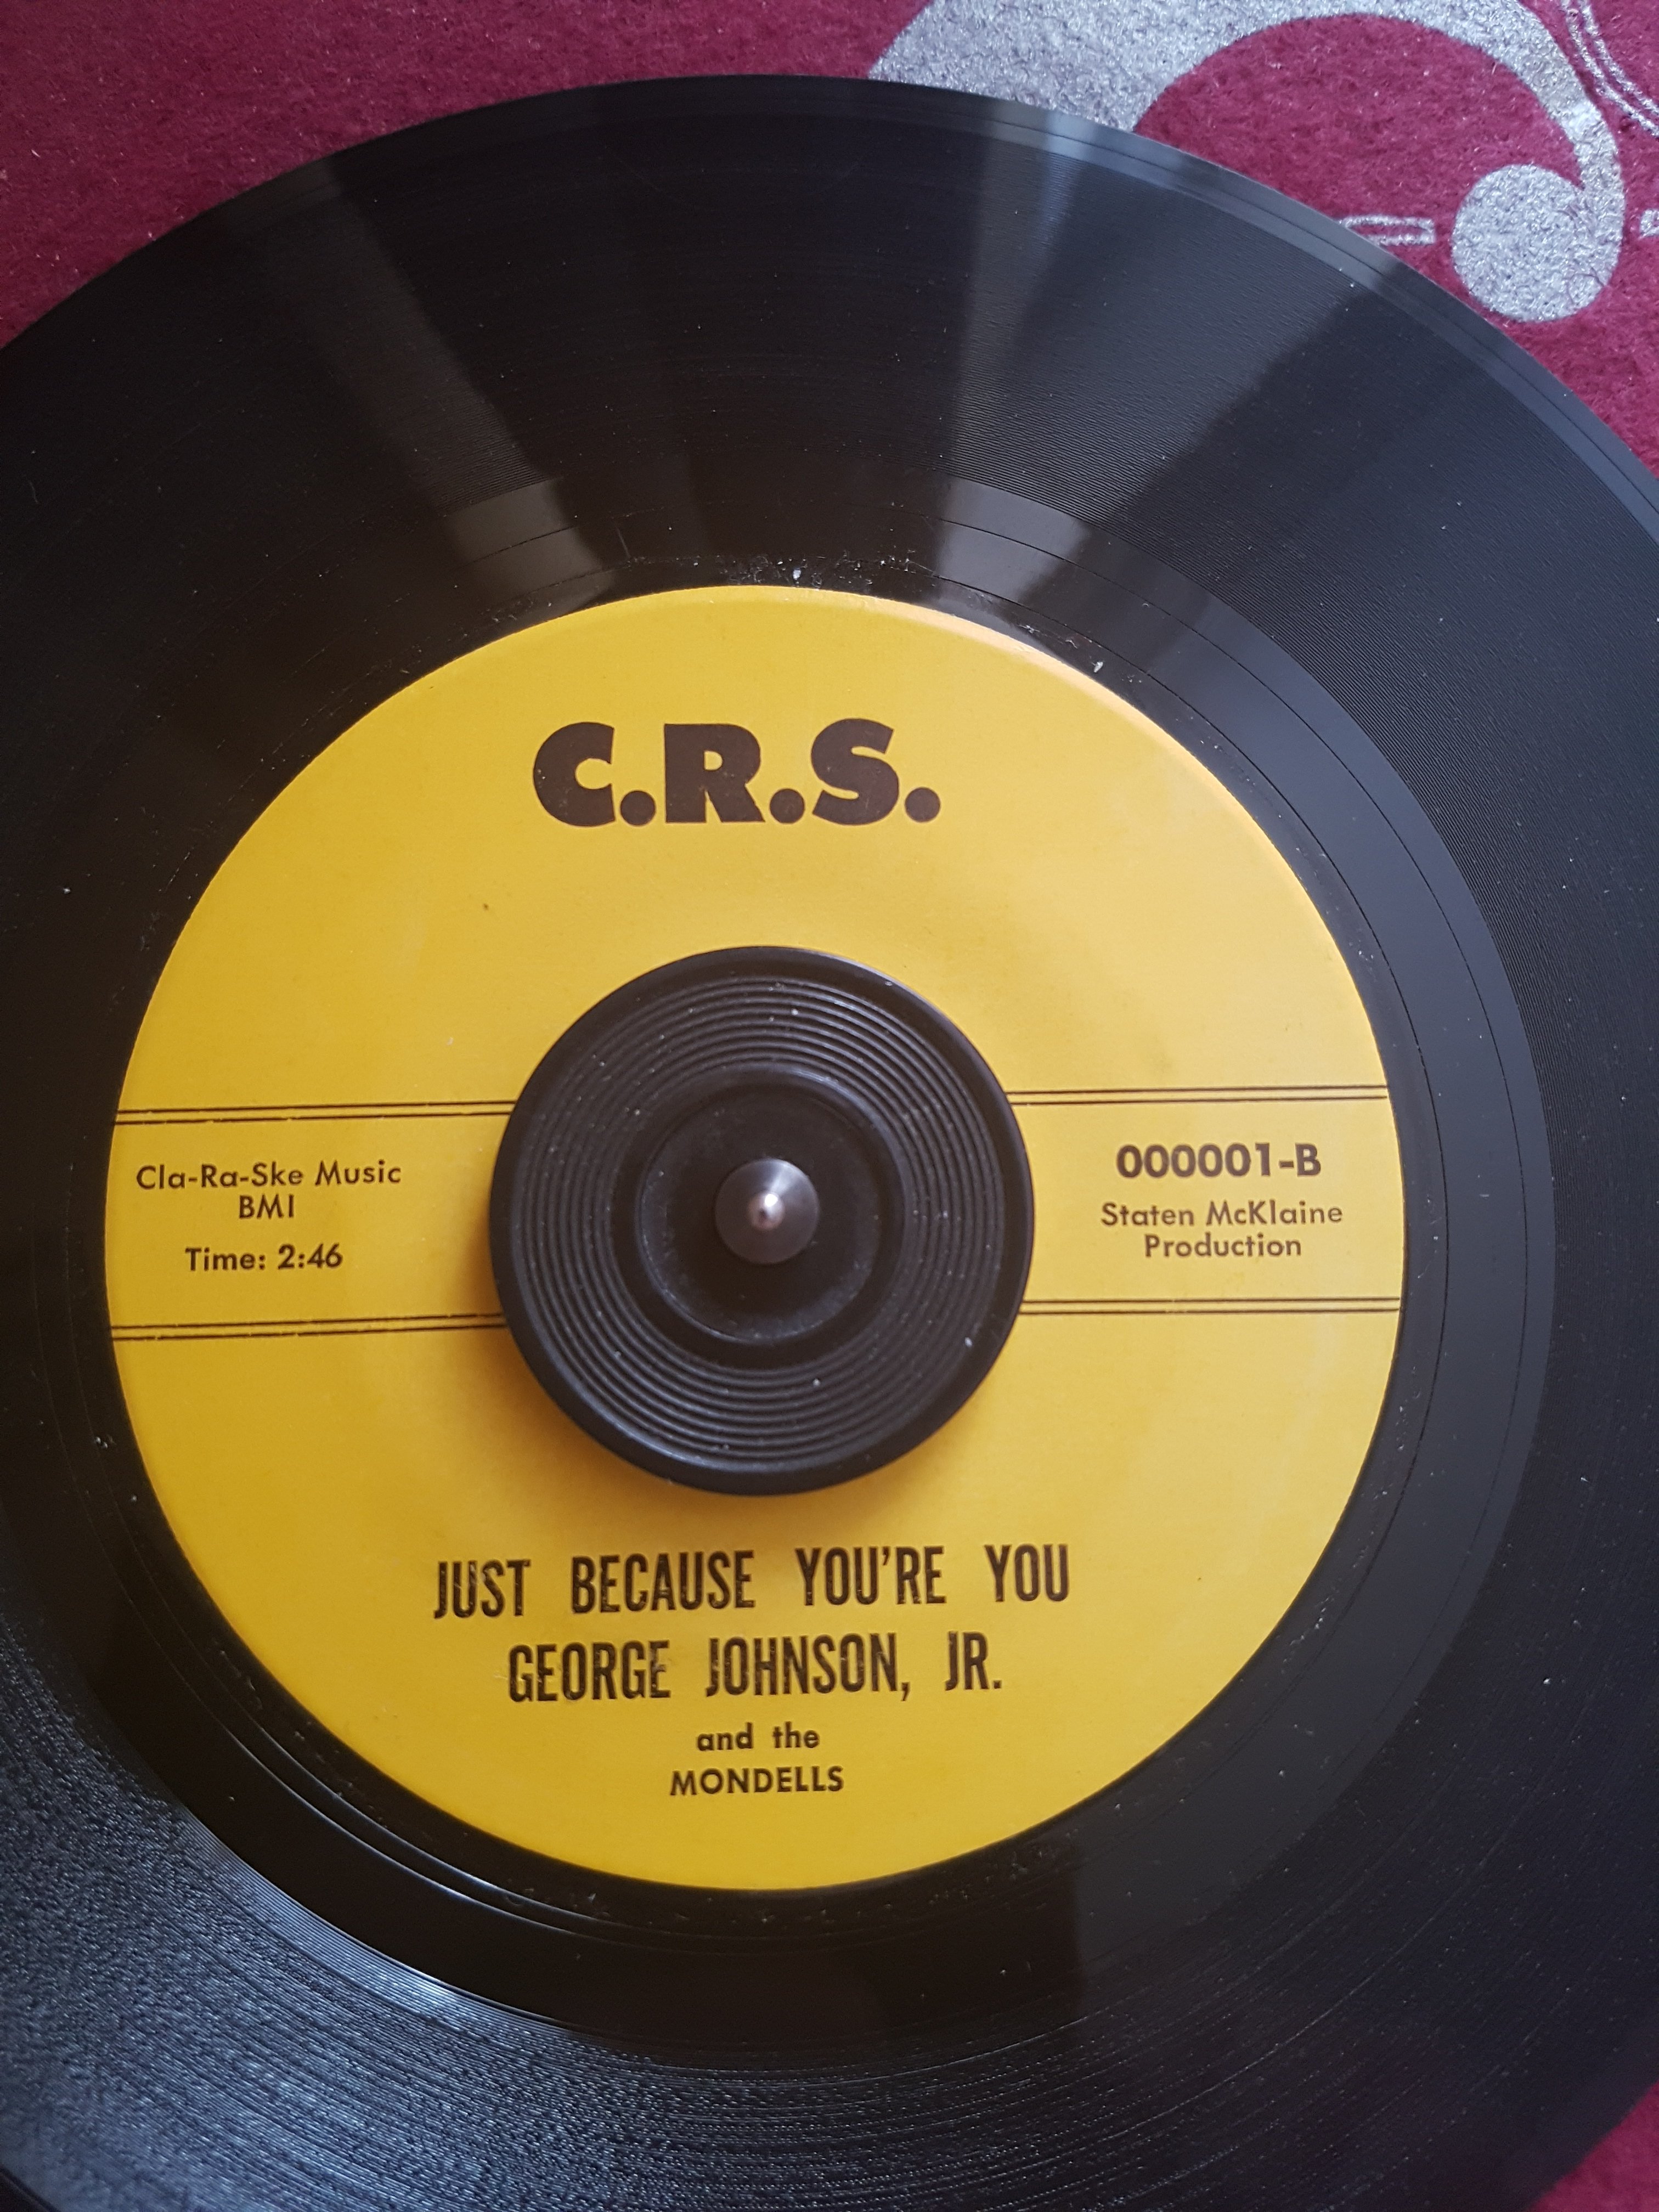 C.R.S.
Cla-Ra-Ske Music
BMI
Time: 2:46
000001-B
Staten McKlaine
Production
JUST BECAUSE YOU'RE YOU
GEORGE JOHNSON, JR.
and the
MONDELLS